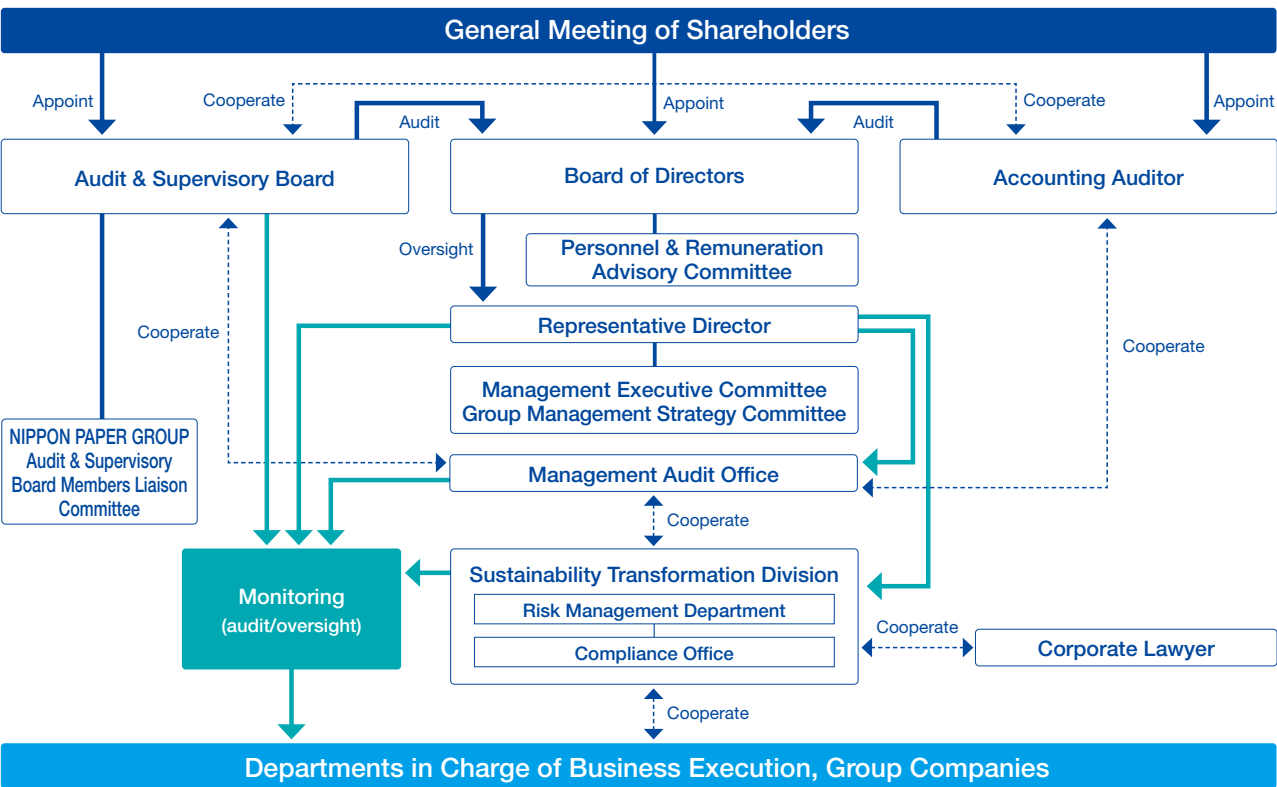 General Meeting of Shareholders
Appoint
Cooperate
Audit
Appoint
Audit
Cooperate
Appoint
Audit & Supervisory Board
Board of Directors
Accounting Auditor
Oversight
Personnel & Remuneration
Advisory Committee
Cooperate
Representative Director
Cooperate
Management Executive Committee
Group Management Strategy Committee
NIPPON PAPER GROUP
Audit & Supervisory
Board Members Liaison
Committee
Management Audit Office
Cooperate
Monitoring
(audit/oversight)
Sustainability Transformation Division
Risk Management Department
Compliance Office
Cooperate
Corporate Lawyer
Cooperate
Departments in Charge of Business Execution, Group Companies